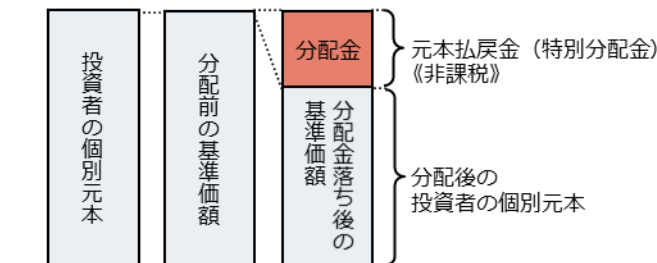 投資者の個別元本
分配前の基準価額
分配金
分配金落ち後の
基準価額
元本払戻金（特別分配金）
《非課税》
分配後の
投資者の個別元本